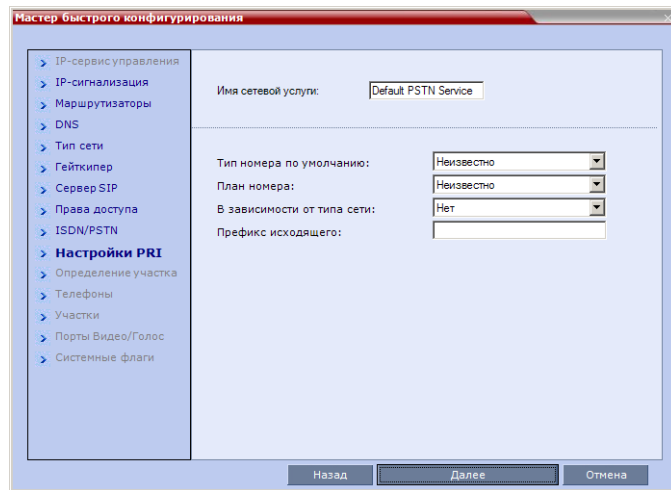 Мастер быстрого конфигурирования
IP-сервис управления
IP-сигнализация
Маршрутизаторы
DNS
Тип сети
Гейткипер
Сервер SIP
Права доступа
ISDN/PSTN
Настройки PRI
Определение участка
Телефоны
Участки
Порты Видео/Голос
Системные флаги
Имя сетевой услуги: Default PSTN Service
Тип номера по умолчанию: Неизвестно
План номера: Неизвестно
В зависимости от типа сети: Нет
Префикс исходящего:
Назад Далее Отмена